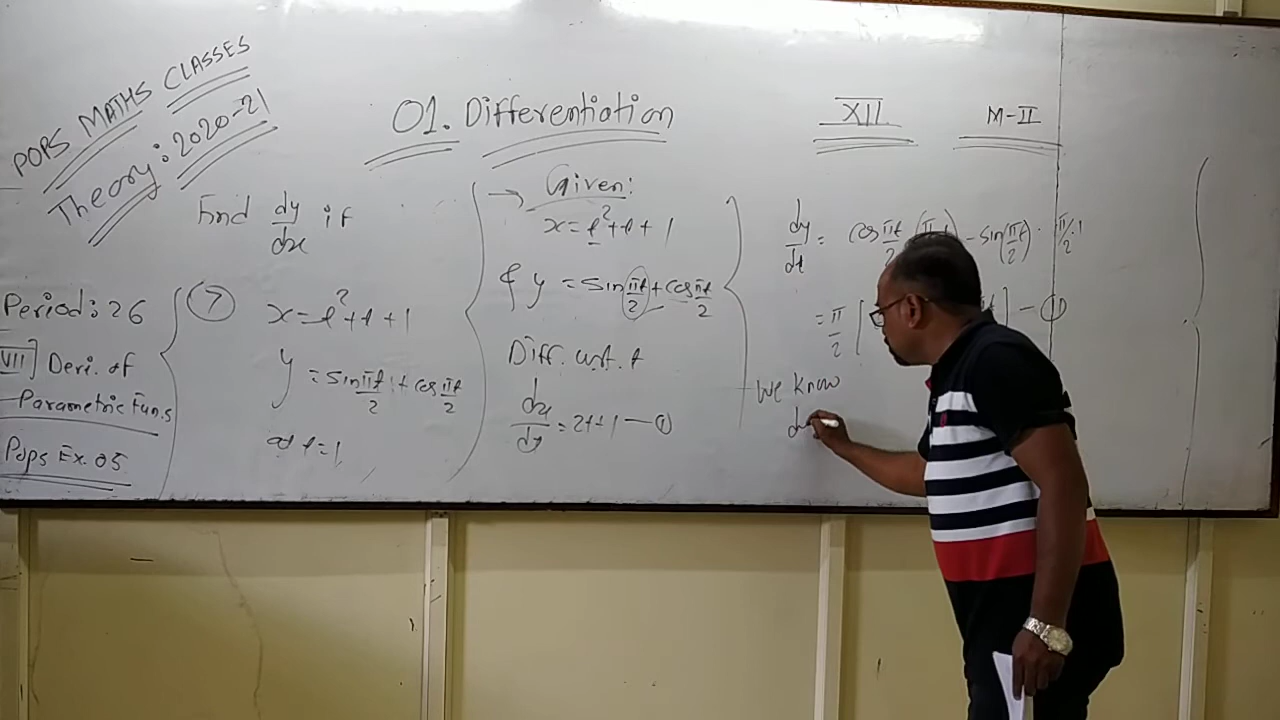 POPS MATHS CLASSES
Theory: 2020-21
01. Differentiation
XII
M-II
Period: 26
VII] Deri. of
Parametric Fun.s
Pops Ex. 05
Find dy/dx if
(7) x = t² + t + 1
y = sin πt/2 + cos πt/2
at t = 1
→ Given:
x = t² + t + 1
& y = sin πt/2 + cos πt/2
Diff. w.r.t. t
dx/dy = 2t + 1 — ①
dy/dt = cos πt/2 · - sin(πt/2) · π/2 · 1
= π/2 [ ] - ①
We know